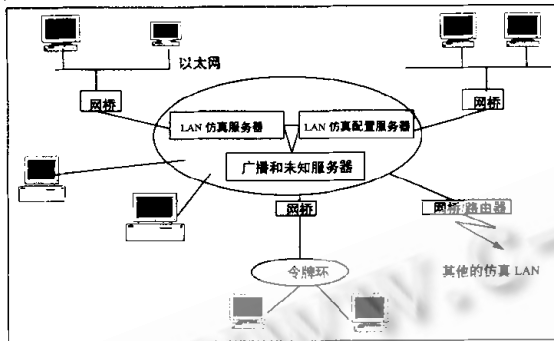 以太网
网桥
网桥
LAN 仿真服务器
LAN 仿真配置服务器
广播和未知服务器
网桥
网桥/路由器
令牌环
其他的仿真 LAN